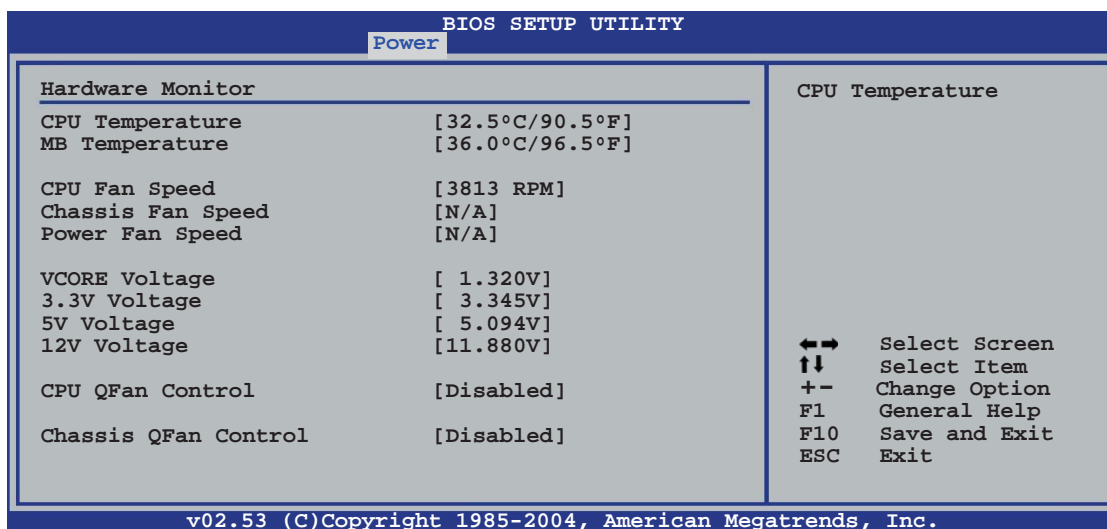 BIOS SETUP UTILITY
Power
Hardware Monitor
CPU Temperature [32.5ºC/90.5ºF]
MB Temperature [36.0ºC/96.5ºF]
CPU Fan Speed [3813 RPM]
Chassis Fan Speed [N/A]
Power Fan Speed [N/A]
VCORE Voltage [ 1.320V]
3.3V Voltage [ 3.345V]
5V Voltage [ 5.094V]
12V Voltage [11.880V]
CPU QFan Control [Disabled]
Chassis QFan Control [Disabled]
CPU Temperature
←→ Select Screen
↑↓ Select Item
+- Change Option
F1 General Help
F10 Save and Exit
ESC Exit
v02.53 (C)Copyright 1985-2004, American Megatrends, Inc.